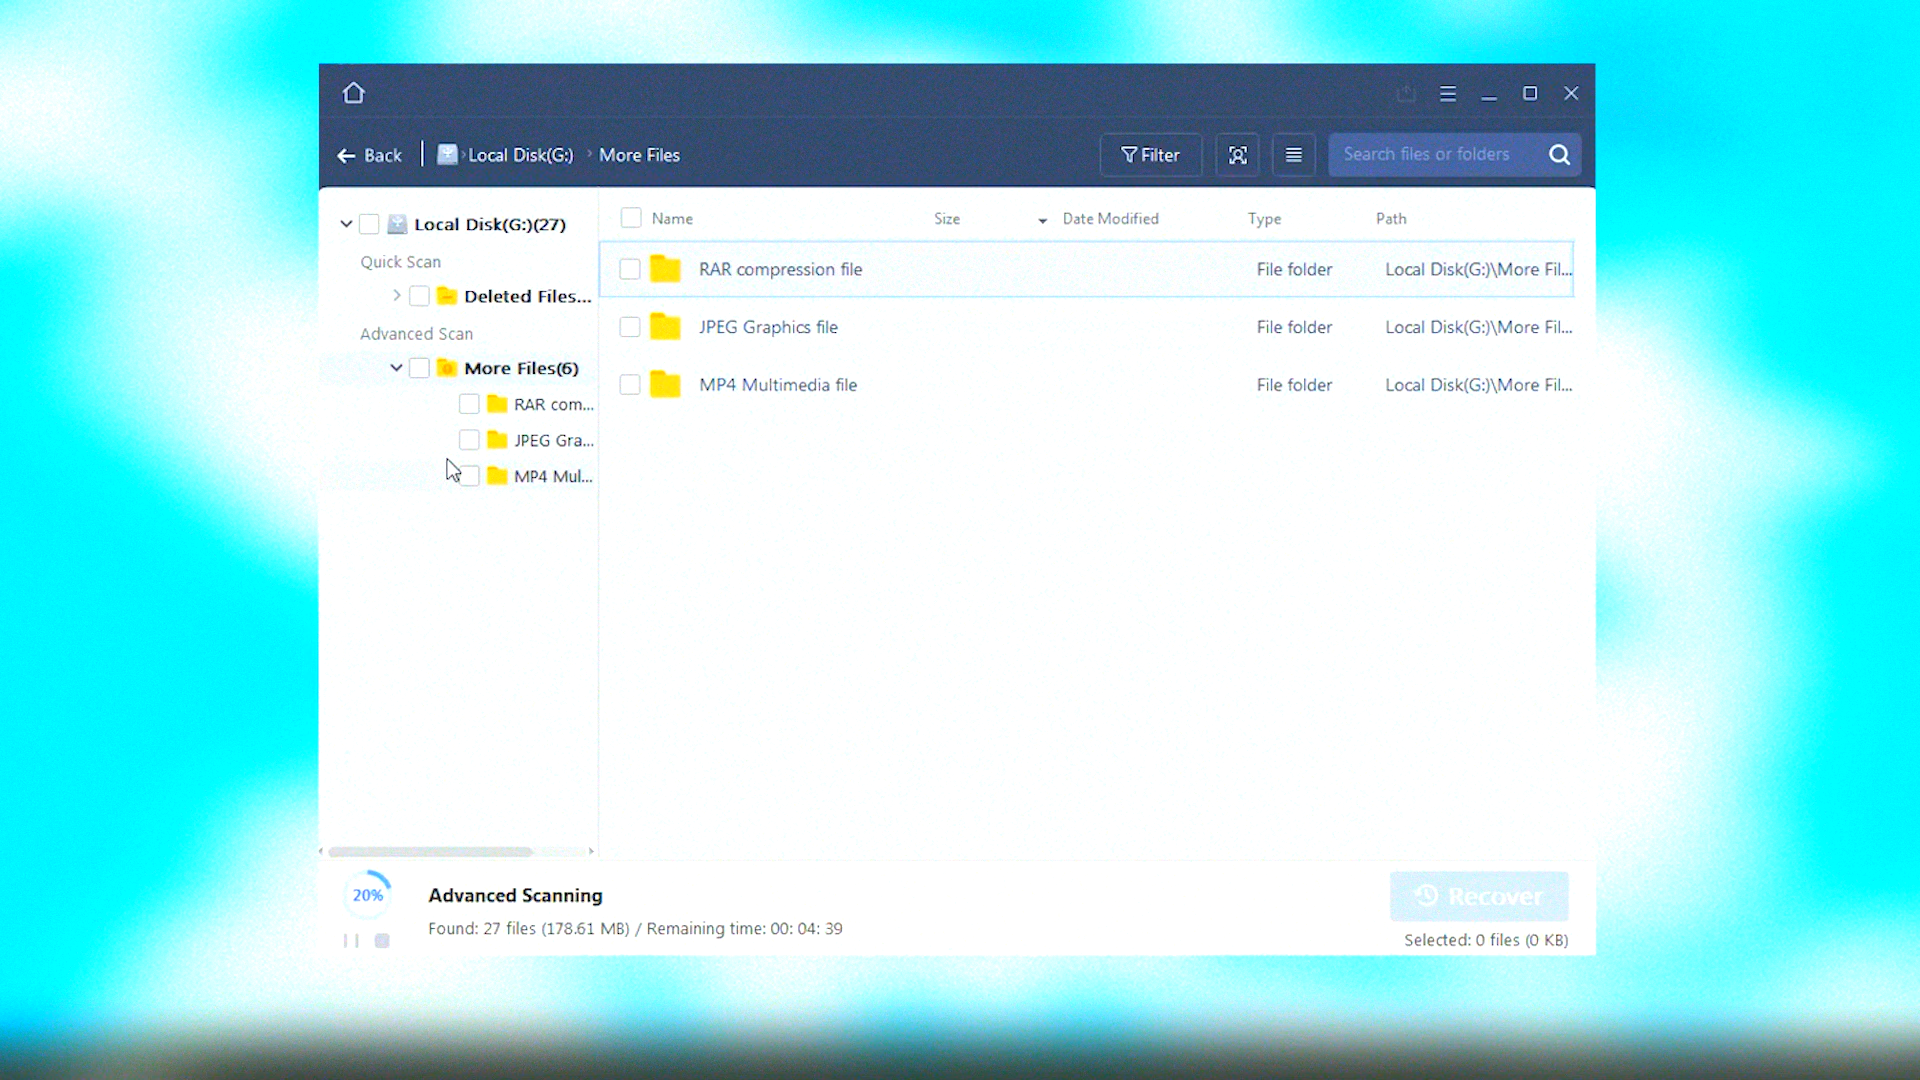 Back
Local Disk(G:)
More Files
Filter
Search files or folders
Local Disk(G:)(27)
Quick Scan
Deleted Files...
Advanced Scan
More Files(6)
RAR com...
JPEG Gra...
MP4 Mul...
Name Size Date Modified Type Path
RAR compression file File folder Local Disk(G:)\More Fil...
JPEG Graphics file File folder Local Disk(G:)\More Fil...
MP4 Multimedia file File folder Local Disk(G:)\More Fil...
20%
Advanced Scanning
Found: 27 files (178.61 MB) / Remaining time: 00: 04: 39
Recover
Selected: 0 files (0 KB)